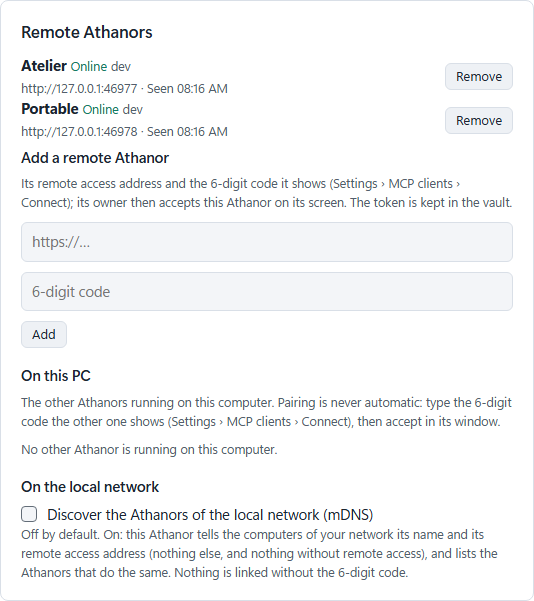 Remote Athanors
Atelier Online dev
Remove
http://127.0.0.1:46977 · Seen 08:16 AM
Portable Online dev
Remove
http://127.0.0.1:46978 · Seen 08:16 AM
Add a remote Athanor
Its remote access address and the 6-digit code it shows (Settings › MCP clients ›
Connect); its owner then accepts this Athanor on its screen. The token is kept in the vault.
https://...
6-digit code
Add
On this PC
The other Athanors running on this computer. Pairing is never automatic: type the 6-digit
code the other one shows (Settings › MCP clients › Connect), then accept in its window.
No other Athanor is running on this computer.
On the local network
Discover the Athanors of the local network (mDNS)
Off by default. On: this Athanor tells the computers of your network its name and its
remote access address (nothing else, and nothing without remote access), and lists the
Athanors that do the same. Nothing is linked without the 6-digit code.